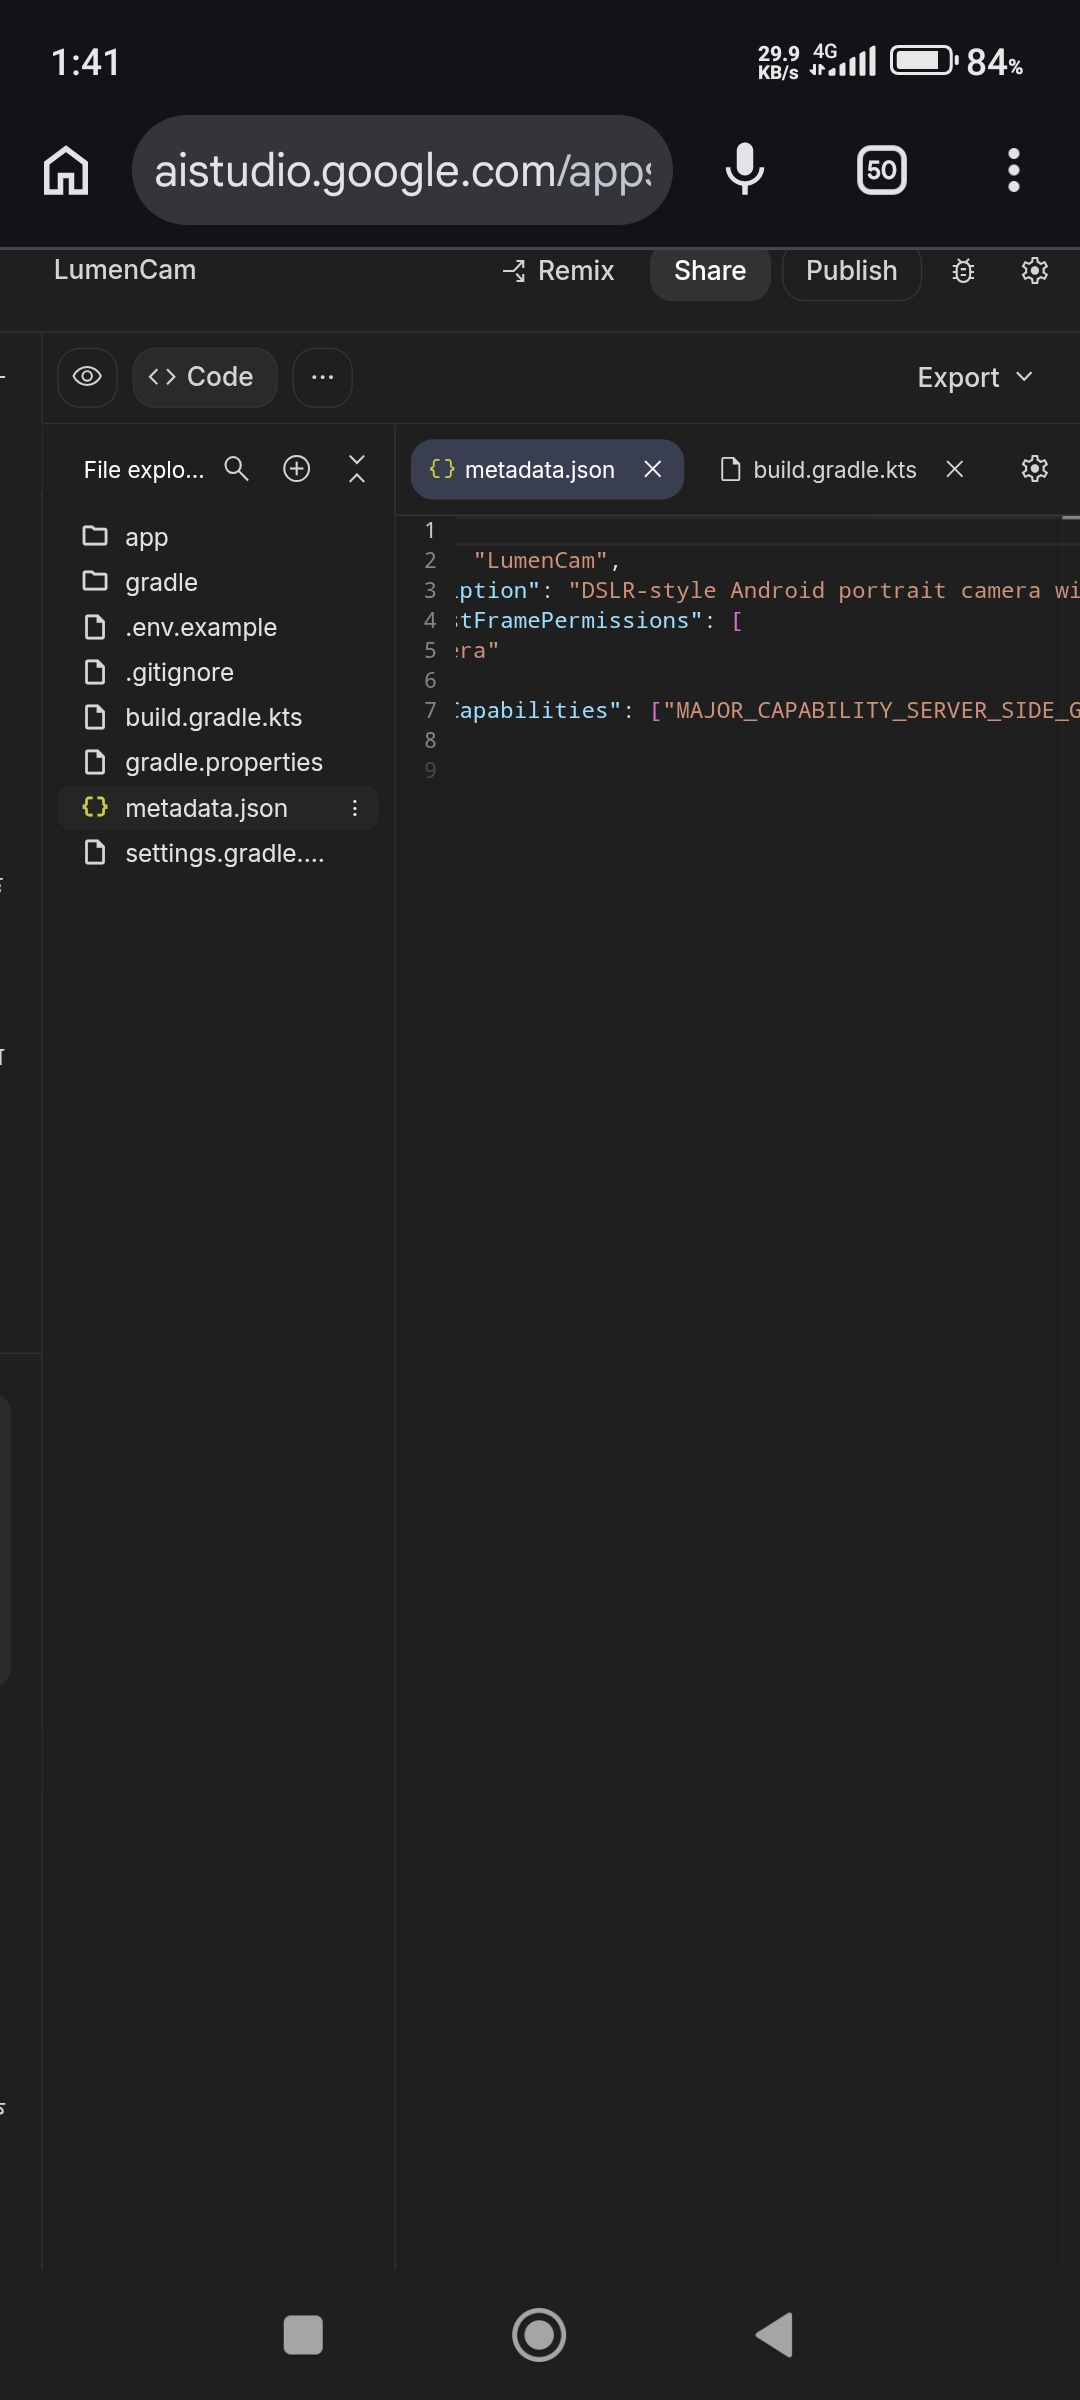 1:41
29.9 KB/s 4G 84%
aistudio.google.com/apps
50
LumenCam
Remix
Share
Publish
Code
Export
File explo...
metadata.json
build.gradle.kts
app
gradle
.env.example
.gitignore
build.gradle.kts
gradle.properties
metadata.json
settings.gradle....
1
2 "LumenCam",
3 ption": "DSLR-style Android portrait camera wi
4 stFramePermissions": [
5 era"
6
7 Capabilities": ["MAJOR_CAPABILITY_SERVER_SIDE_G
8
9